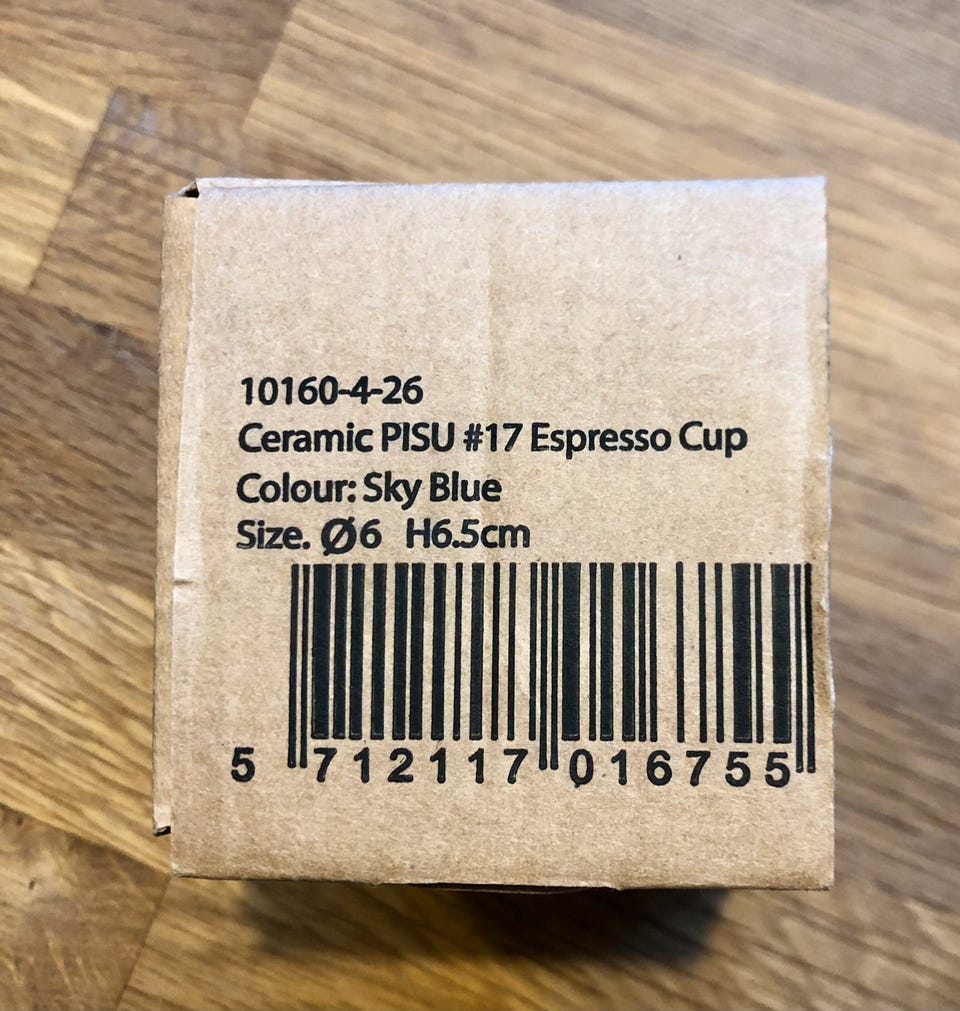 10160-4-26
Ceramic PISU #17 Espresso Cup
Colour: Sky Blue
Size. Ø6 H6.5cm
5 712117 016755